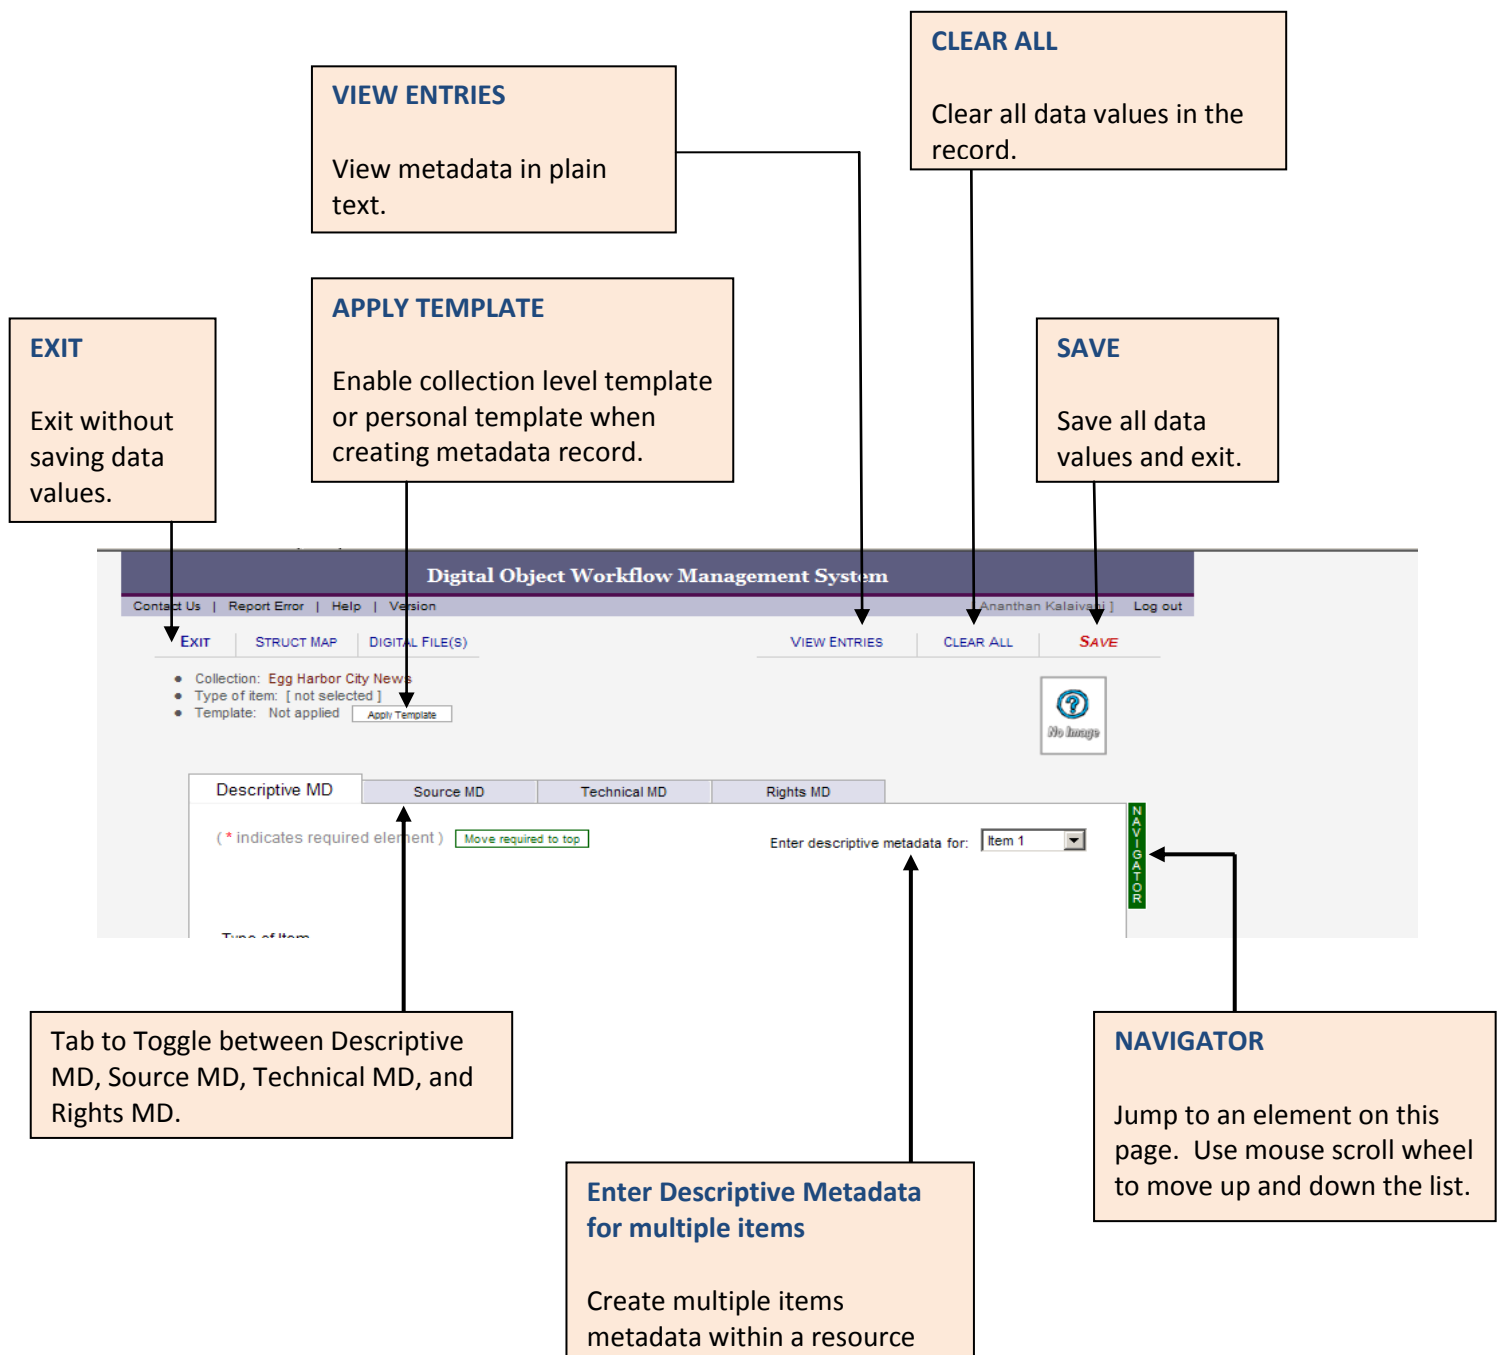 CLEAR ALL
Clear all data values in the
record.
VIEW ENTRIES
View metadata in plain
text.
APPLY TEMPLATE
Enable collection level template
or personal template when
creating metadata record.
EXIT
Exit without
saving data
values.
SAVE
Save all data
values and exit.
Digital Object Workflow Management System
Contact Us | Report Error | Help | Version
Ananthan Kalaivani ] Log out
EXIT STRUCT MAP DIGITAL FILE(S)
VIEW ENTRIES CLEAR ALL SAVE
Collection: Egg Harbor City News
Type of item: [ not selected ]
Template: Not applied Apply Template
No Image
Descriptive MD Source MD Technical MD Rights MD
( * indicates required element ) Move required to top
Enter descriptive metadata for: Item 1
NAVIGATOR
Type of Item
Tab to Toggle between Descriptive
MD, Source MD, Technical MD, and
Rights MD.
NAVIGATOR
Jump to an element on this
page. Use mouse scroll wheel
to move up and down the list.
Enter Descriptive Metadata
for multiple items
Create multiple items
metadata within a resource